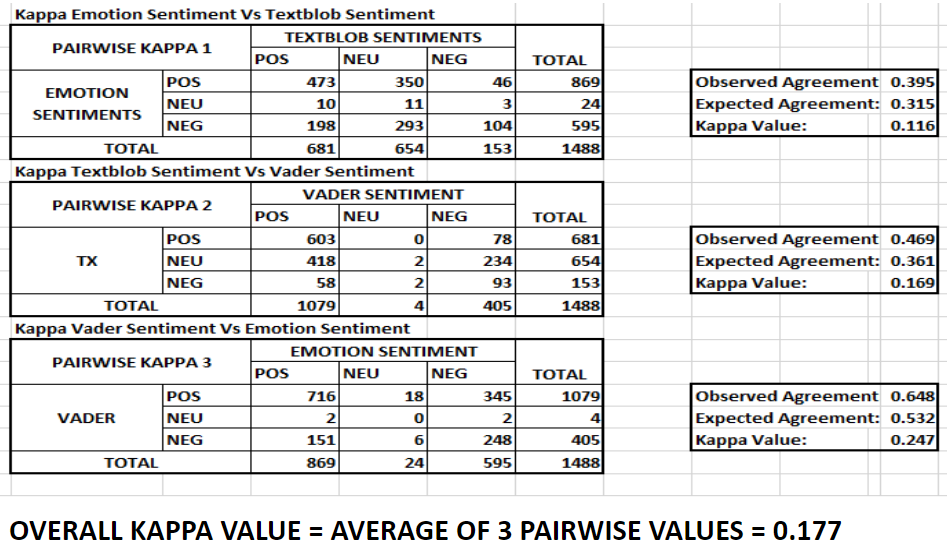 Kappa Emotion Sentiment Vs Textblob Sentiment
PAIRWISE KAPPA 1 TEXTBLOB SENTIMENTS TOTAL
POS NEU NEG
EMOTION SENTIMENTS POS 473 350 46 869
NEU 10 11 3 24
NEG 198 293 104 595
TOTAL 681 654 153 1488
Observed Agreement 0.395
Expected Agreement: 0.315
Kappa Value: 0.116
Kappa Textblob Sentiment Vs Vader Sentiment
PAIRWISE KAPPA 2 VADER SENTIMENT TOTAL
POS NEU NEG
TX POS 603 0 78 681
NEU 418 2 234 654
NEG 58 2 93 153
TOTAL 1079 4 405 1488
Observed Agreement 0.469
Expected Agreement: 0.361
Kappa Value: 0.169
Kappa Vader Sentiment Vs Emotion Sentiment
PAIRWISE KAPPA 3 EMOTION SENTIMENT TOTAL
POS NEU NEG
VADER POS 716 18 345 1079
NEU 2 0 2 4
NEG 151 6 248 405
TOTAL 869 24 595 1488
Observed Agreement 0.648
Expected Agreement: 0.532
Kappa Value: 0.247
OVERALL KAPPA VALUE = AVERAGE OF 3 PAIRWISE VALUES = 0.177